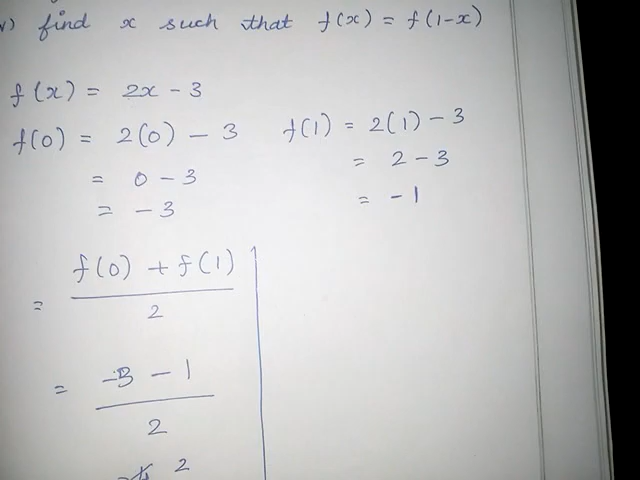 v) find x such that f(x) = f(1-x)
f(x) = 2x - 3
f(0) = 2(0) - 3
= 0 - 3
= - 3
f(1) = 2(1) - 3
= 2 - 3
= - 1
= f(0) + f(1) / 2
= -3 - 1 / 2
2